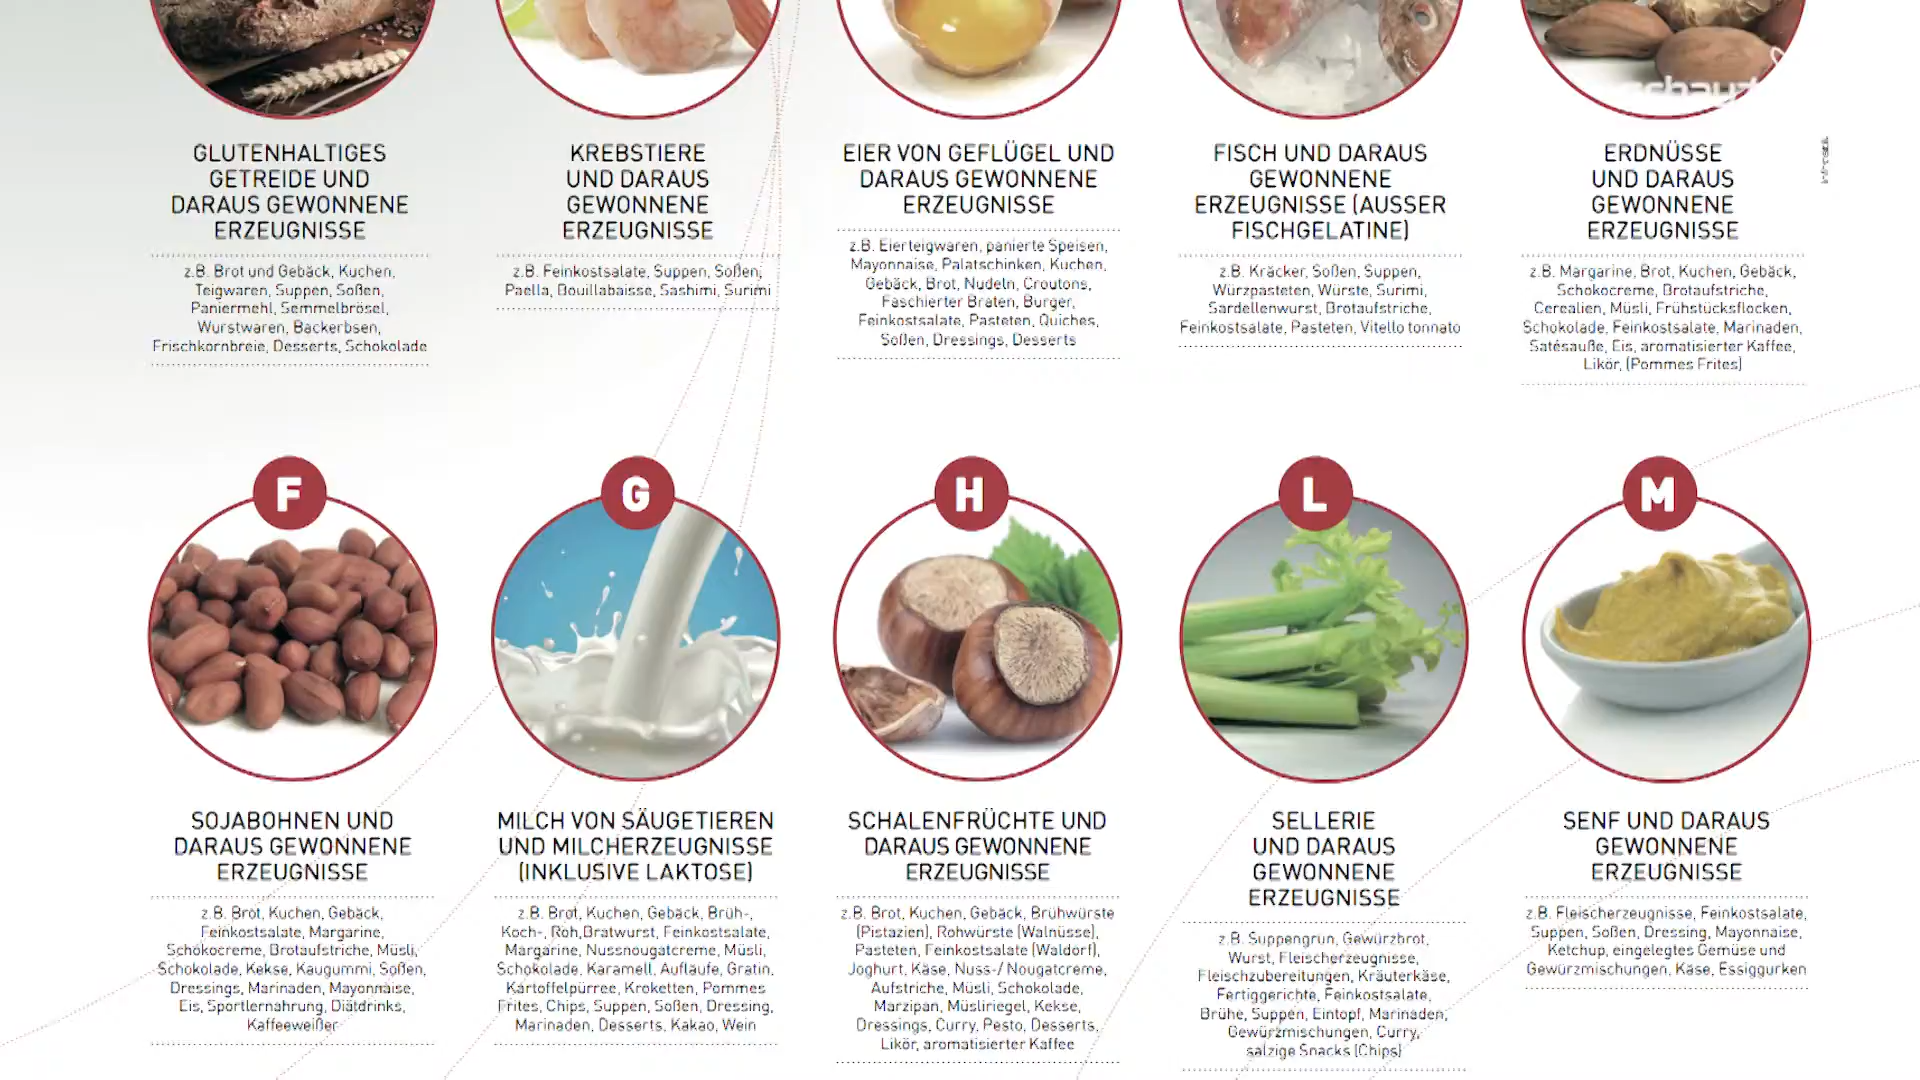 GLUTENHALTIGES
GETREIDE UND
DARAUS GEWONNENE
ERZEUGNISSE
z.B. Brot und Gebäck, Kuchen,
Teigwaren, Suppen, Soßen,
Paniermehl, Semmelbrösel,
Wurstwaren, Backerbsen,
Frischkornbreie, Desserts, Schokolade
KREBSTIERE
UND DARAUS
GEWONNENE
ERZEUGNISSE
z.B. Feinkostsalate, Suppen, Soßen,
Paella, Bouillabaisse, Sashimi, Surimi
EIER VON GEFLÜGEL UND
DARAUS GEWONNENE
ERZEUGNISSE
z.B. Eierteigwaren, panierte Speisen,
Mayonnaise, Palatschinken, Kuchen,
Gebäck, Brot, Nudeln, Croutons,
Faschierter Braten, Burger,
Feinkostsalate, Pasteten, Quiches,
Soßen, Dressings, Desserts
FISCH UND DARAUS
GEWONNENE
ERZEUGNISSE (AUSSER
FISCHGELATINE)
z.B. Kräcker, Soßen, Suppen,
Würzpasteten, Würste, Surimi,
Sardellenwurst, Brotaufstriche,
Feinkostsalate, Pasteten, Vitello tonnato
ERDNÜSSE
UND DARAUS
GEWONNENE
ERZEUGNISSE
z.B. Margarine, Brot, Kuchen, Gebäck,
Schokocreme, Brotaufstriche,
Cerealien, Müsli, Frühstücksflocken,
Schokolade, Feinkostsalate, Marinaden,
Satésauße, Eis, aromatisierter Kaffee,
Likör, (Pommes Frites)
F
SOJABOHNEN UND
DARAUS GEWONNENE
ERZEUGNISSE
z.B. Brot, Kuchen, Gebäck,
Feinkostsalate, Margarine,
Schokocreme, Brotaufstriche, Müsli,
Schokolade, Kekse, Kaugummi, Soßen,
Dressings, Marinaden, Mayonnaise,
Eis, Sportlernahrung, Diätdrinks,
Kaffeeweißer
G
MILCH VON SÄUGETIEREN
UND MILCHERZEUGNISSE
(INKLUSIVE LAKTOSE)
z.B. Brot, Kuchen, Gebäck, Brüh-,
Koch-, Roh,Bratwurst, Feinkostsalate,
Margarine, Nussnougatcreme, Müsli,
Schokolade, Karamell, Aufläufe, Gratin,
Kartoffelpürree, Kroketten, Pommes
Frites, Chips, Suppen, Soßen, Dressing,
Marinaden, Desserts, Kakao, Wein
H
SCHALENFRÜCHTE UND
DARAUS GEWONNENE
ERZEUGNISSE
z.B. Brot, Kuchen, Gebäck, Brühwürste
(Pistazien), Rohwürste (Walnüsse),
Pasteten, Feinkostsalate (Waldorf),
Joghurt, Käse, Nuss-/ Nougatcreme,
Aufstriche, Müsli, Schokolade,
Marzipan, Müsliriegel, Kekse,
Dressings, Curry, Pesto, Desserts,
Likör, aromatisierter Kaffee
L
SELLERIE
UND DARAUS
GEWONNENE
ERZEUGNISSE
z.B. Suppengrün, Gewürzbrot,
Wurst, Fleischerzeugnisse,
Fleischzubereitungen, Kräuterkäse,
Fertiggerichte, Feinkostsalate,
Brühe, Suppen, Eintopf, Marinaden,
Gewürzmischungen, Curry,
salzige Snacks (Chips)
M
SENF UND DARAUS
GEWONNENE
ERZEUGNISSE
z.B. Fleischerzeugnisse, Feinkostsalate,
Suppen, Soßen, Dressing, Mayonnaise,
Ketchup, eingelegtes Gemüse und
Gewürzmischungen, Käse, Essiggurken